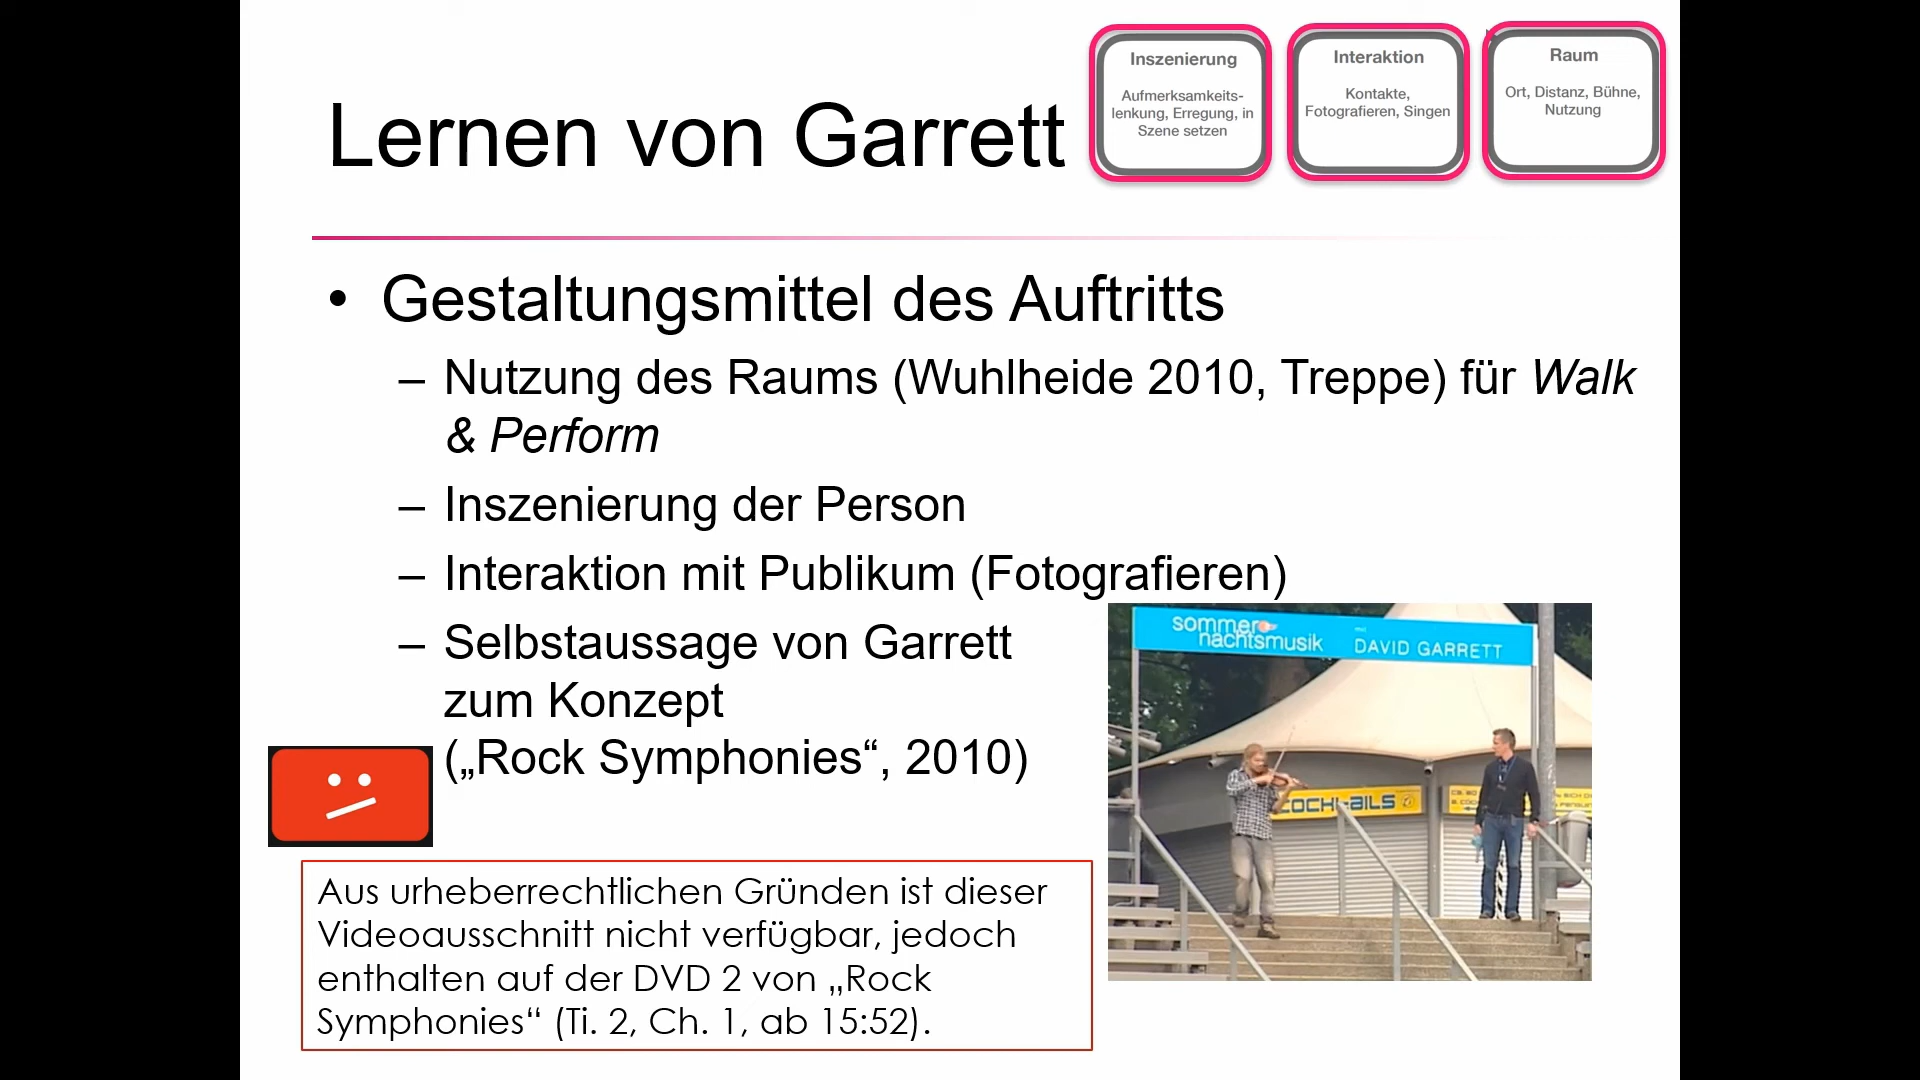 Lernen von Garrett
Inszenierung
Aufmerksamkeits-
lenkung, Erregung, in
Szene setzen
Interaktion
Kontakte,
Fotografieren, Singen
Raum
Ort, Distanz, Bühne,
Nutzung
• Gestaltungsmittel des Auftritts
– Nutzung des Raums (Wuhlheide 2010, Treppe) für Walk
& Perform
– Inszenierung der Person
– Interaktion mit Publikum (Fotografieren)
– Selbstaussage von Garrett
zum Konzept
(„Rock Symphonies“, 2010)
sommer
nachtsmusik
DAVID GARRETT
Aus urheberrechtlichen Gründen ist dieser
Videoausschnitt nicht verfügbar, jedoch
enthalten auf der DVD 2 von „Rock
Symphonies“ (Ti. 2, Ch. 1, ab 15:52).